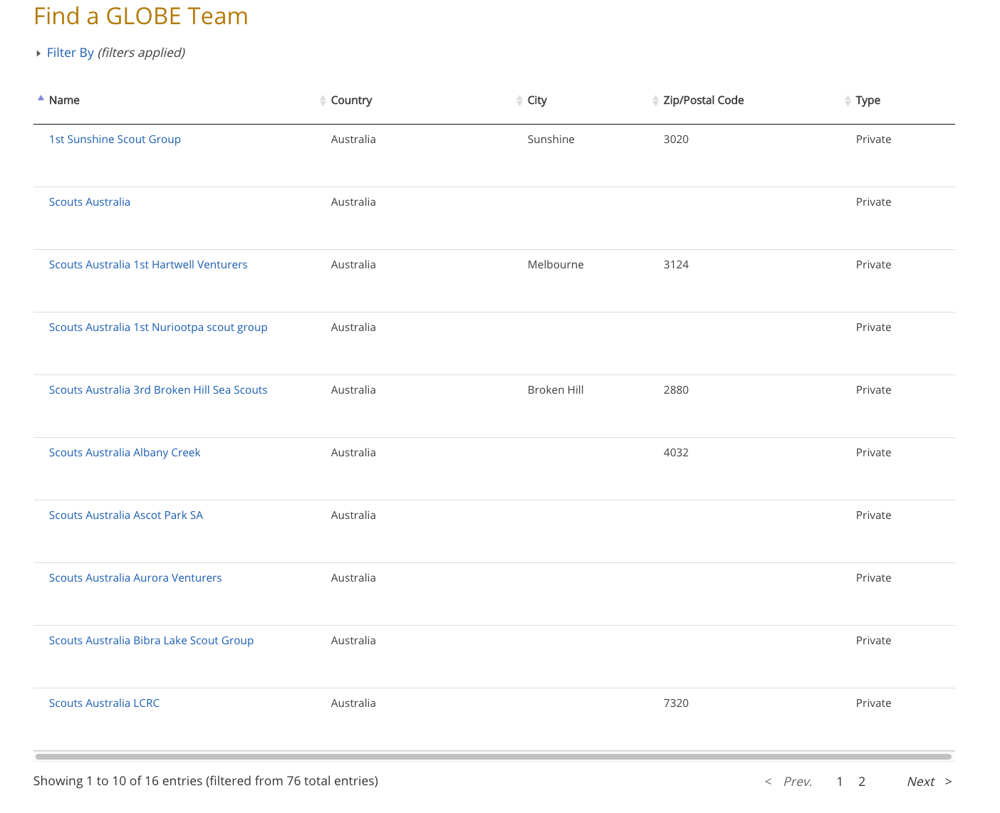 Find a GLOBE Team
Filter By (filters applied)
Name Country City Zip/Postal Code Type
1st Sunshine Scout Group Australia Sunshine 3020 Private
Scouts Australia Australia Private
Scouts Australia 1st Hartwell Venturers Australia Melbourne 3124 Private
Scouts Australia 1st Nuriootpa scout group Australia Private
Scouts Australia 3rd Broken Hill Sea Scouts Australia Broken Hill 2880 Private
Scouts Australia Albany Creek Australia 4032 Private
Scouts Australia Ascot Park SA Australia Private
Scouts Australia Aurora Venturers Australia Private
Scouts Australia Bibra Lake Scout Group Australia Private
Scouts Australia LCRC Australia 7320 Private
Showing 1 to 10 of 16 entries (filtered from 76 total entries) < Prev. 1 2 Next >